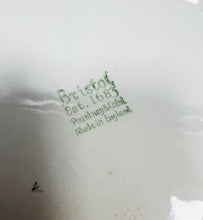 Bristol
Est. 1683
Pountney & Co. Ltd.
Made in England